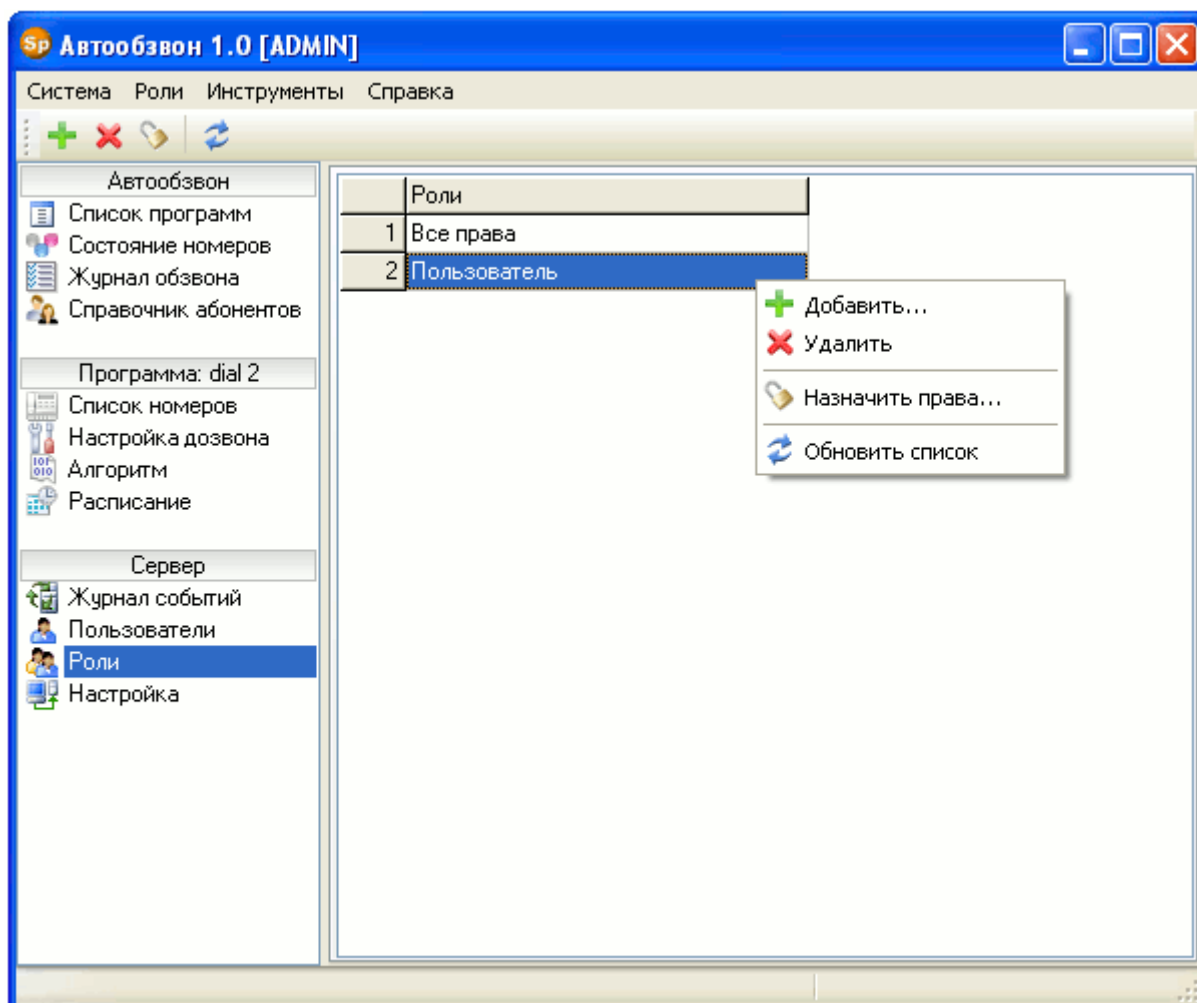 Sp Автообзвон 1.0 [ADMIN]
Система Роли Инструменты Справка
Автообзвон
Список программ
Состояние номеров
Журнал обзвона
Справочник абонентов
Программа: dial 2
Список номеров
Настройка дозвона
Алгоритм
Расписание
Сервер
Журнал событий
Пользователи
Роли
Настройка
Роли
1 Все права
2 Пользователь
Добавить...
Удалить
Назначить права...
Обновить список